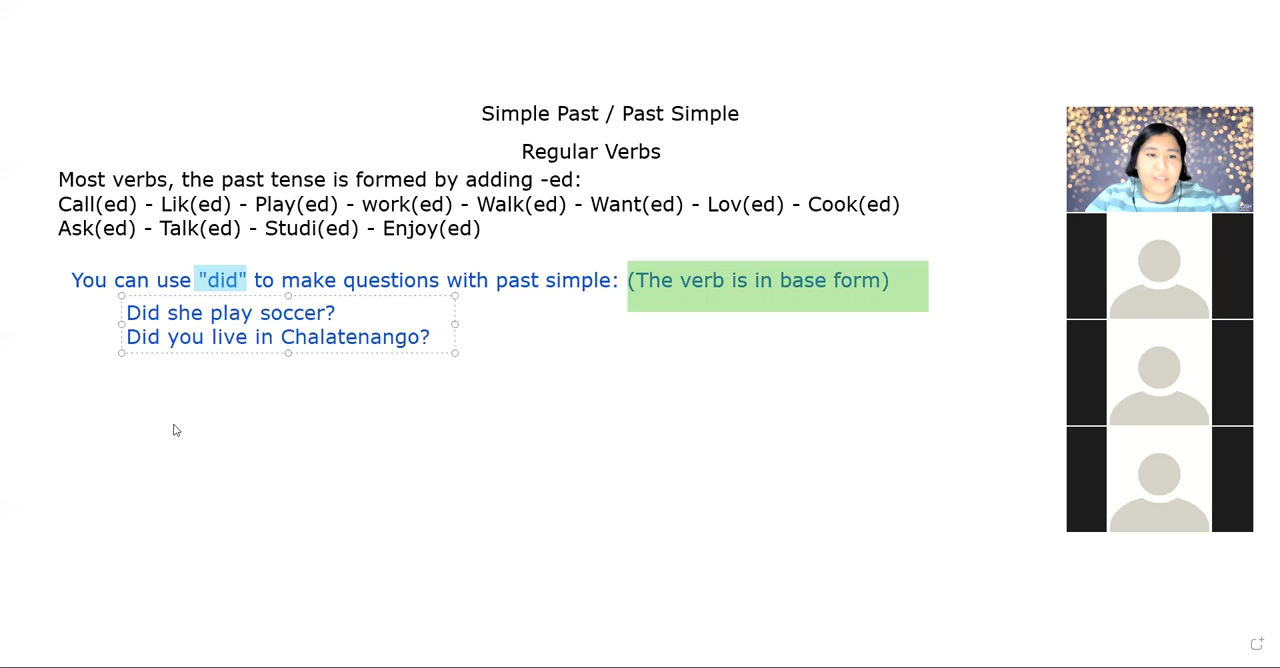 Simple Past / Past Simple
Regular Verbs
Most verbs, the past tense is formed by adding -ed:
Call(ed) - Lik(ed) - Play(ed) - work(ed) - Walk(ed) - Want(ed) - Lov(ed) - Cook(ed)
Ask(ed) - Talk(ed) - Studi(ed) - Enjoy(ed)
You can use "did" to make questions with past simple: (The verb is in base form)
Did she play soccer?
Did you live in Chalatenango?